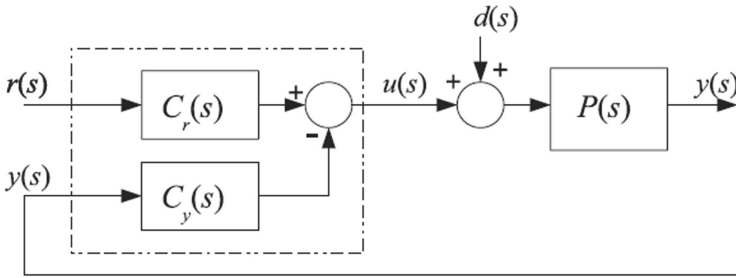 d(s)
r(s)
C_r(s)
+
-
u(s)
+
+
P(s)
y(s)
y(s)
C_y(s)